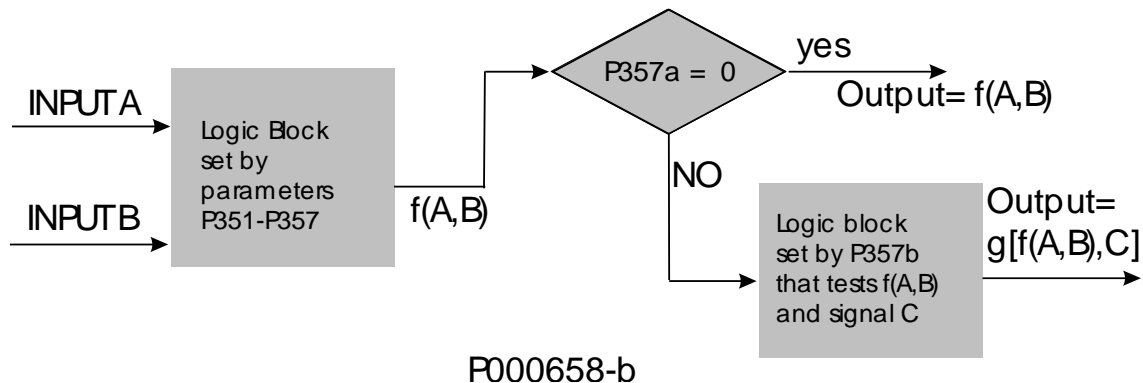 INPUT A
INPUT B
Logic Block
set by
parameters
P351-P357
f(A,B)
P357a = 0
yes
Output= f(A,B)
NO
Logic block
set by P357b
that tests f(A,B)
and signal C
Output=
g[f(A,B),C]
P000658-b